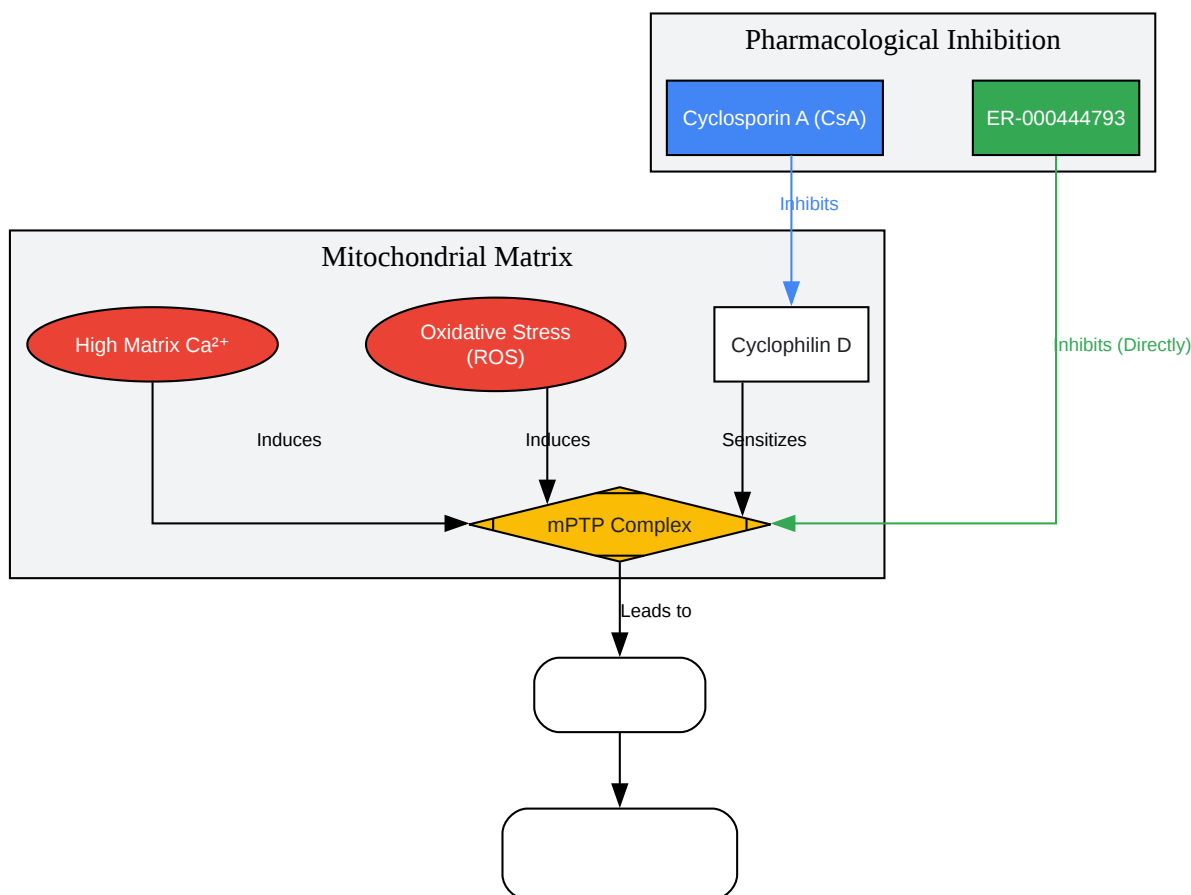 Pharmacological Inhibition
Cyclosporin A (CsA)
ER-000444793
Inhibits
Mitochondrial Matrix
High Matrix Ca²⁺
Oxidative Stress
(ROS)
Cyclophilin D
Inhibits (Directly)
Induces
Induces
Sensitizes
mPTP Complex
Leads to